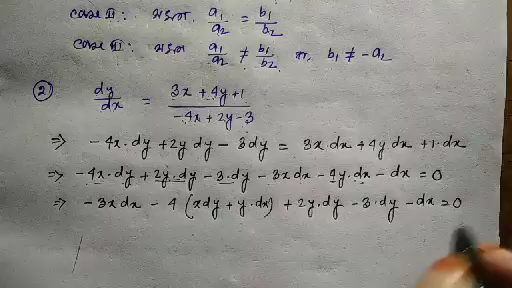 Case II: যখন a₁/a₂ = b₁/b₂
Case III: যখন a₁/a₂ ≠ b₁/b₂ বা, b₁ ≠ -a₂
② dy/dx = (3x + 4y + 1)/(-4x + 2y - 3)
⇒ -4x·dy + 2y dy - 3dy = 3x·dx + 4y dx + 1·dx
⇒ -4x·dy + 2y·dy - 3·dy - 3x dx - 4y·dx - dx = 0
⇒ -3x dx - 4(x dy + y·dx) + 2y·dy - 3·dy - dx = 0